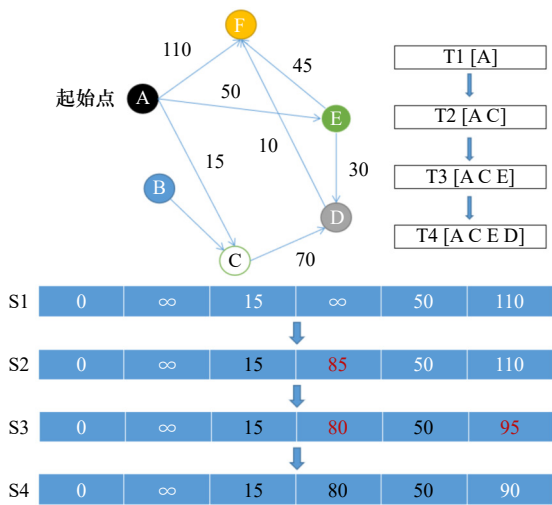 F
110
45
T1 [A]
起始点
A
50
E
T2 [A C]
15
10
30
B
T3 [A C E]
D
C
70
T4 [A C E D]
S1 0 ∞ 15 ∞ 50 110
S2 0 ∞ 15 85 50 110
S3 0 ∞ 15 80 50 95
S4 0 ∞ 15 80 50 90